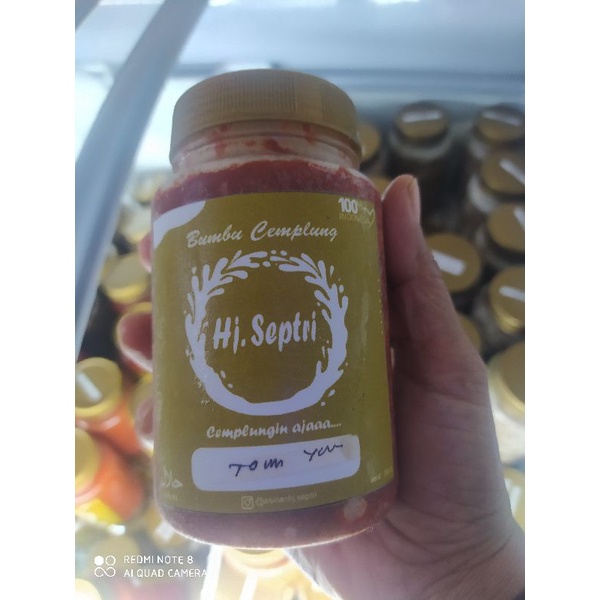 100
Bumbu Cemplung
Hj. Septri
Cemplungin ajaaa....
TOM YUM
REDMI NOTE 8
AI QUAD CAMERA